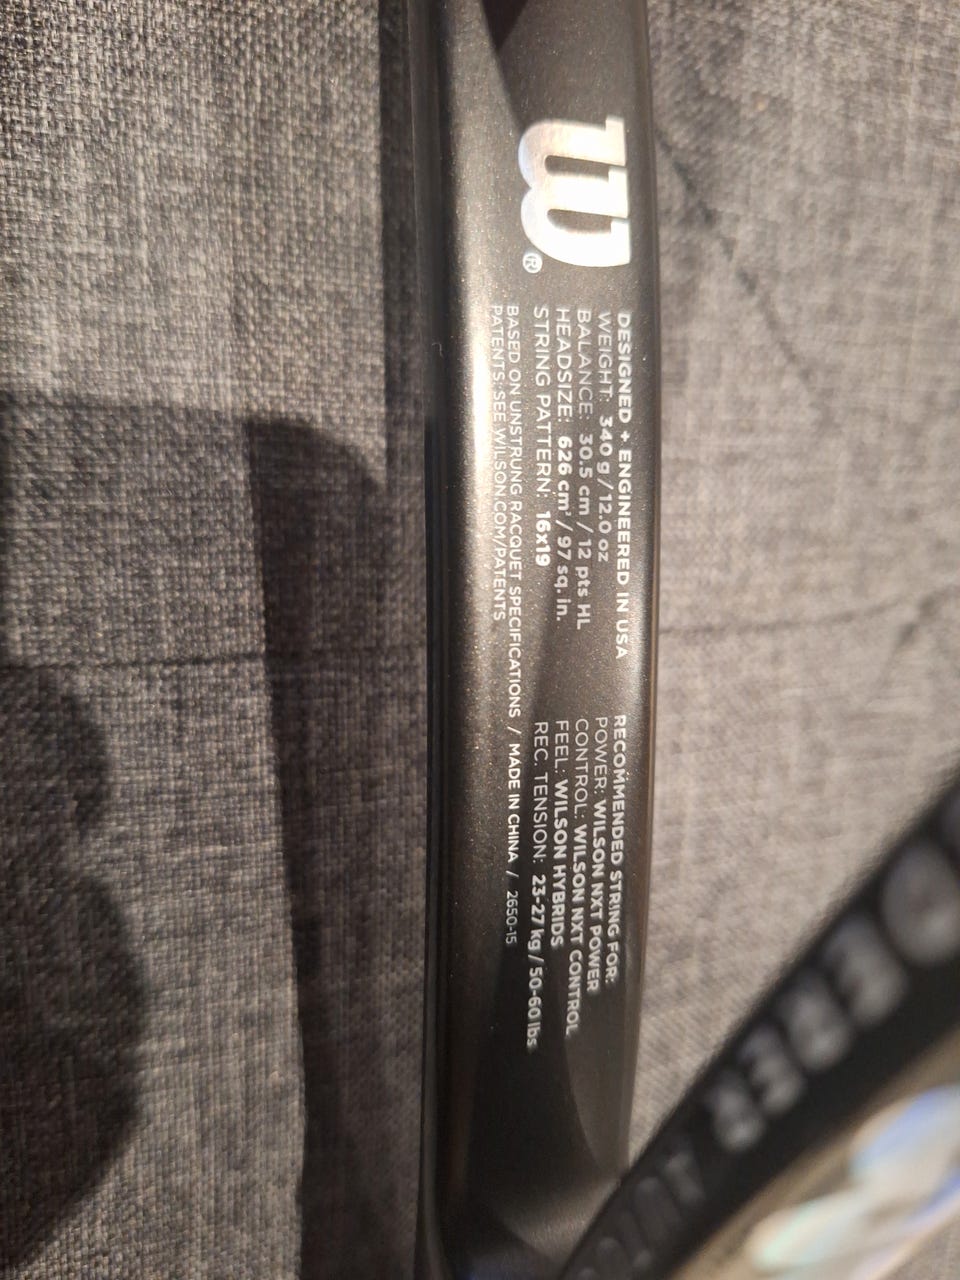 W®
DESIGNED + ENGINEERED IN USA
WEIGHT: 340 g / 12.0 oz
BALANCE: 30.5 cm / 12 pts HL
HEADSIZE: 626 cm² / 97 sq. in.
STRING PATTERN: 16x19
BASED ON UNSTRUNG RACQUET SPECIFICATIONS / MADE IN CHINA / 2650-15
PATENTS: SEE WILSON.COM/PATENTS
RECOMMENDED STRING FOR:
POWER: WILSON NXT POWER
CONTROL: WILSON NXT CONTROL
FEEL: WILSON HYBRIDS
REC. TENSION: 23-27 kg / 50-60 lbs